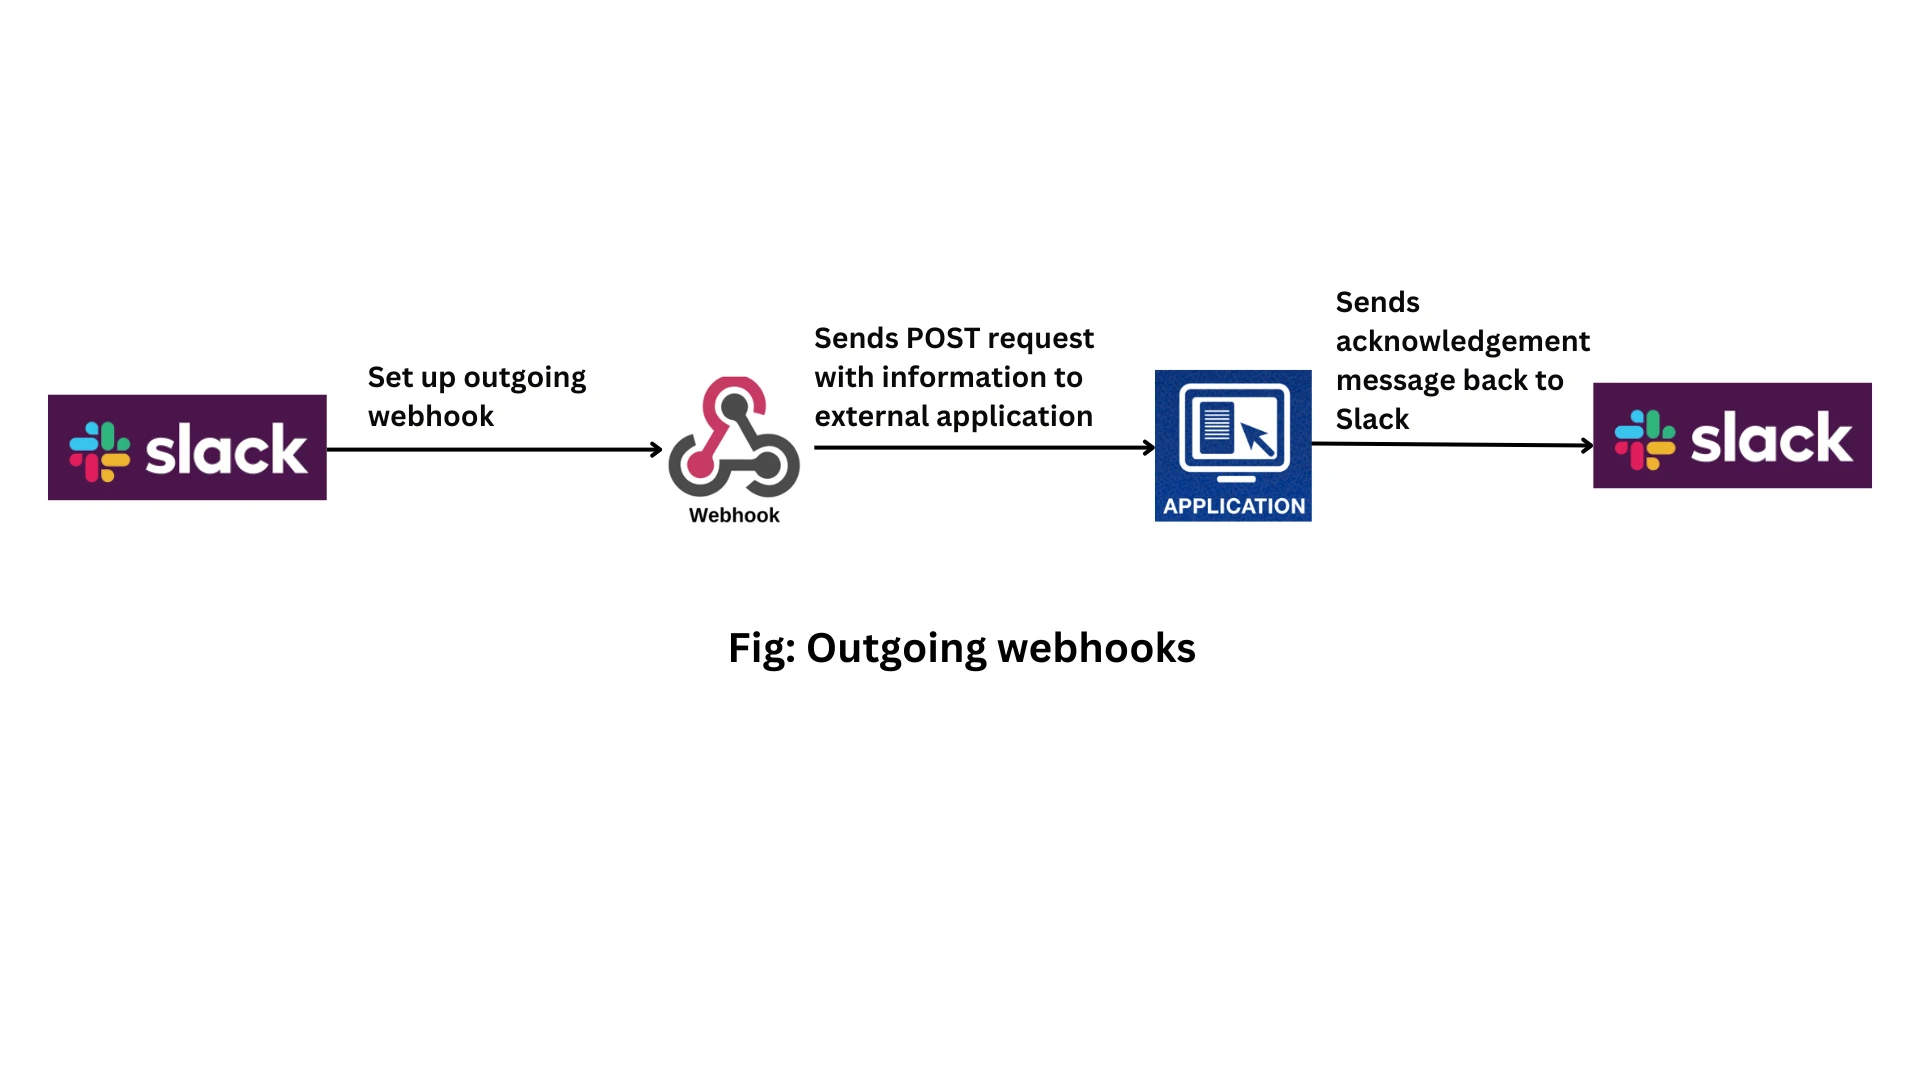 slack
Set up outgoing
webhook
Webhook
Sends POST request
with information to
external application
APPLICATION
Sends
acknowledgement
message back to
Slack
slack
Fig: Outgoing webhooks